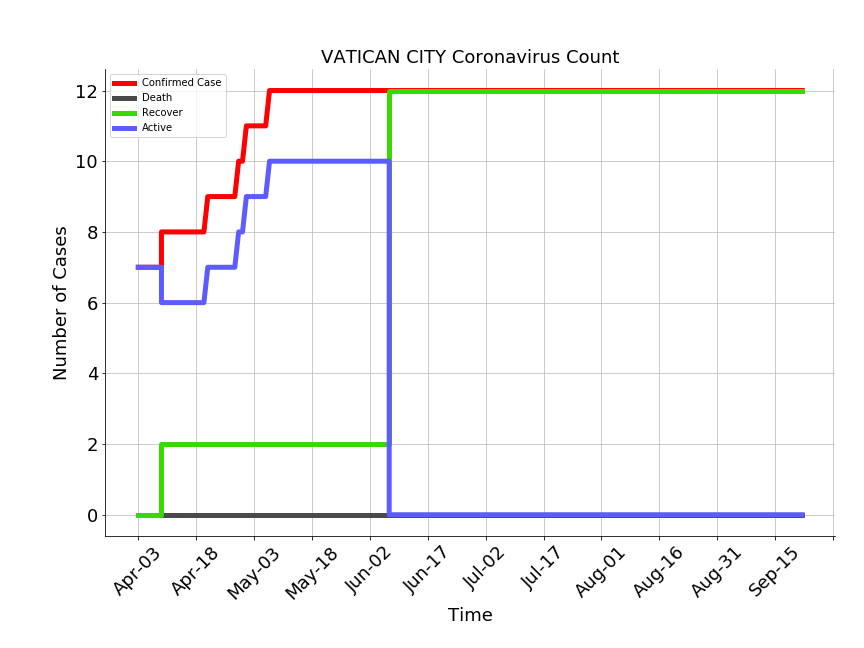 VATICAN CITY Coronavirus Count
Confirmed Case
Death
Recover
Active
Number of Cases
12
10
8
6
4
2
0
Apr-03
Apr-18
May-03
May-18
Jun-02
Jun-17
Jul-02
Jul-17
Aug-01
Aug-16
Aug-31
Sep-15
Time